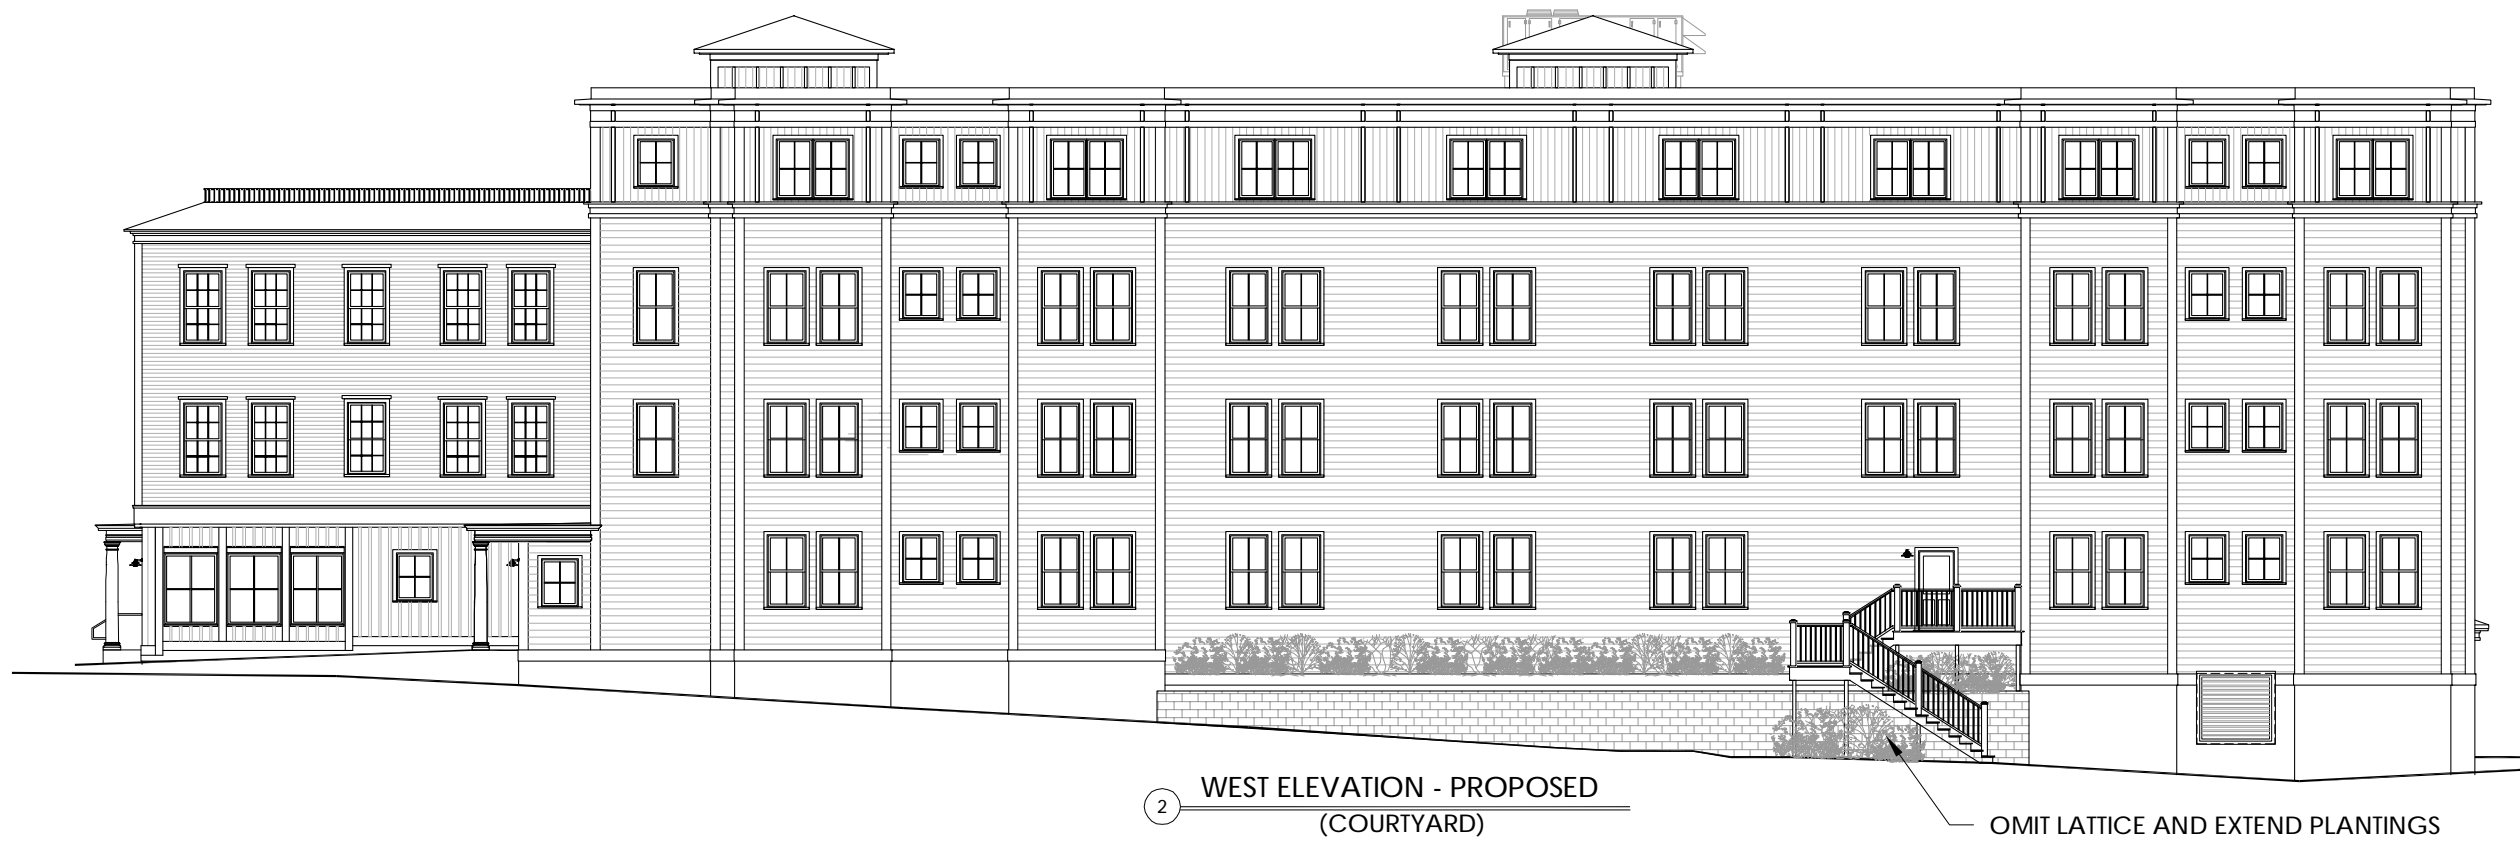 2
WEST ELEVATION - PROPOSED
(COURTYARD)
OMIT LATTICE AND EXTEND PLANTINGS